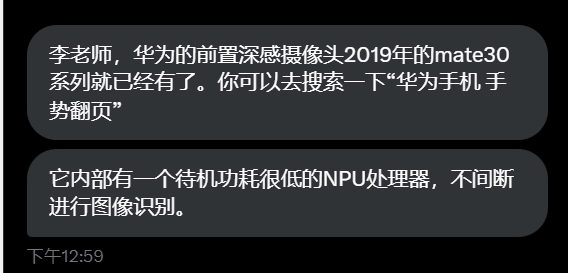 李老师，华为的前置深感摄像头2019年的mate30
系列就已经有了。你可以去搜索一下“华为手机 手
势翻页”
它内部有一个待机功耗很低的NPU处理器，不间断
进行图像识别。
下午12:59